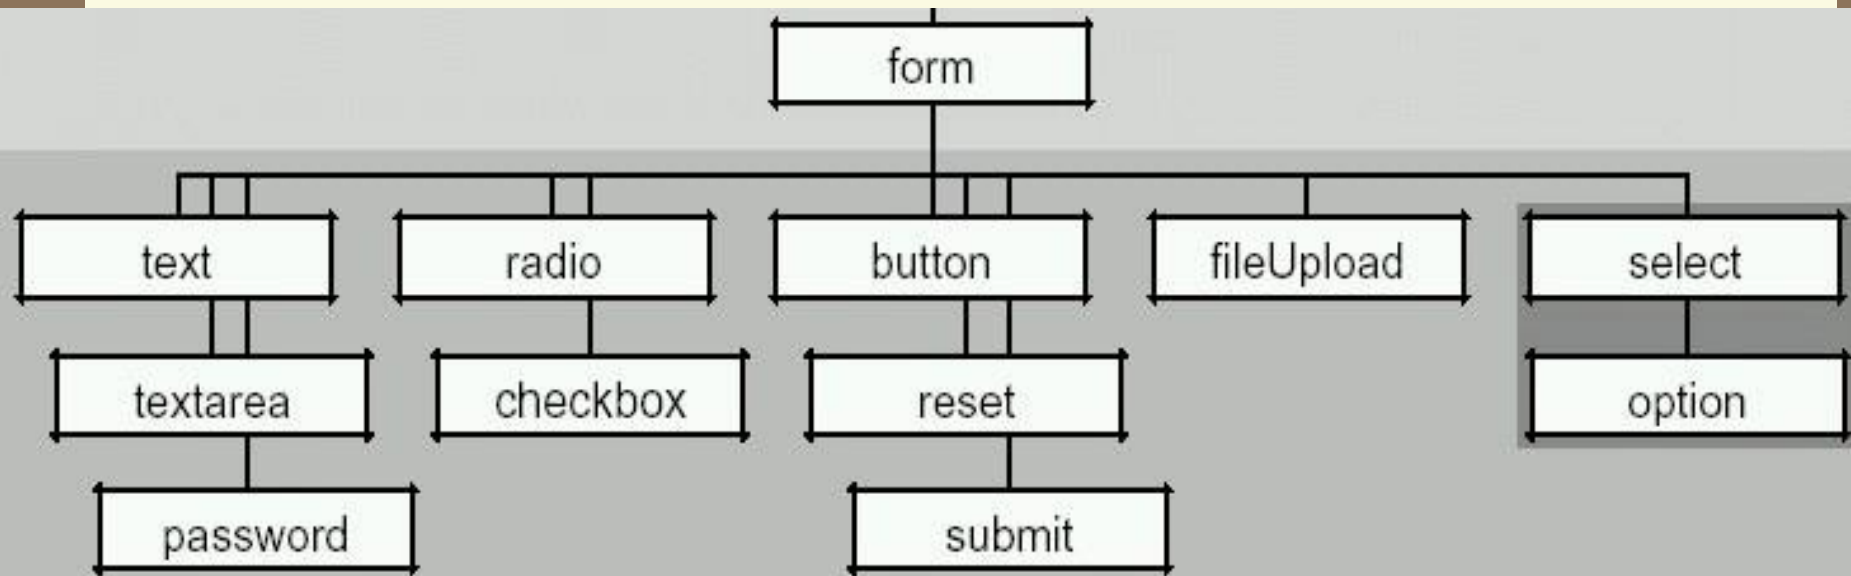 form
text
radio
button
fileUpload
select
textarea
checkbox
reset
option
password
submit